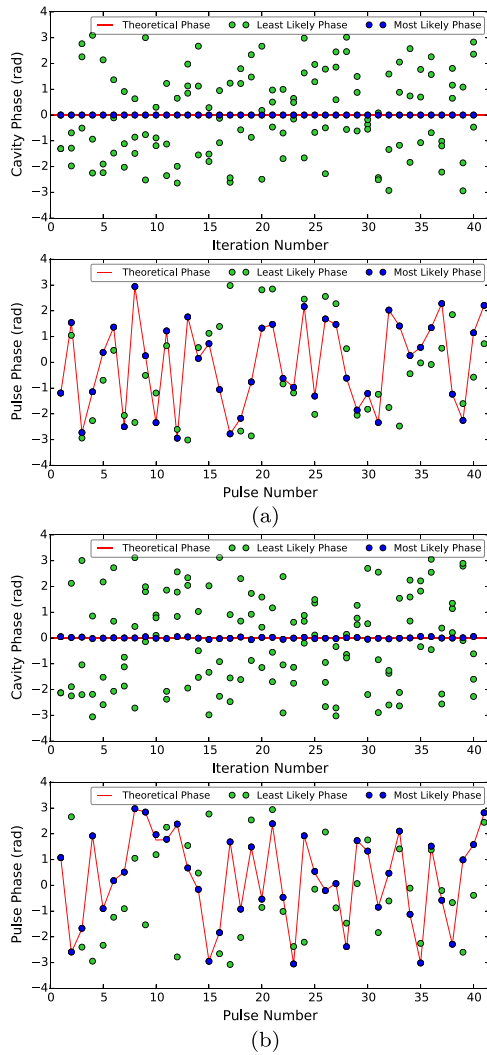 4
3
2
1
0
−1
−2
−3
−4
Cavity Phase (rad)
Theoretical Phase Least Likely Phase Most Likely Phase
0 5 10 15 20 25 30 35 40
Iteration Number
4
3
2
1
0
−1
−2
−3
−4
Pulse Phase (rad)
Theoretical Phase Least Likely Phase Most Likely Phase
0 5 10 15 20 25 30 35 40
Pulse Number
(a)
4
3
2
1
0
−1
−2
−3
−4
Cavity Phase (rad)
Theoretical Phase Least Likely Phase Most Likely Phase
0 5 10 15 20 25 30 35 40
Iteration Number
4
3
2
1
0
−1
−2
−3
−4
Pulse Phase (rad)
Theoretical Phase Least Likely Phase Most Likely Phase
0 5 10 15 20 25 30 35 40
Pulse Number
(b)